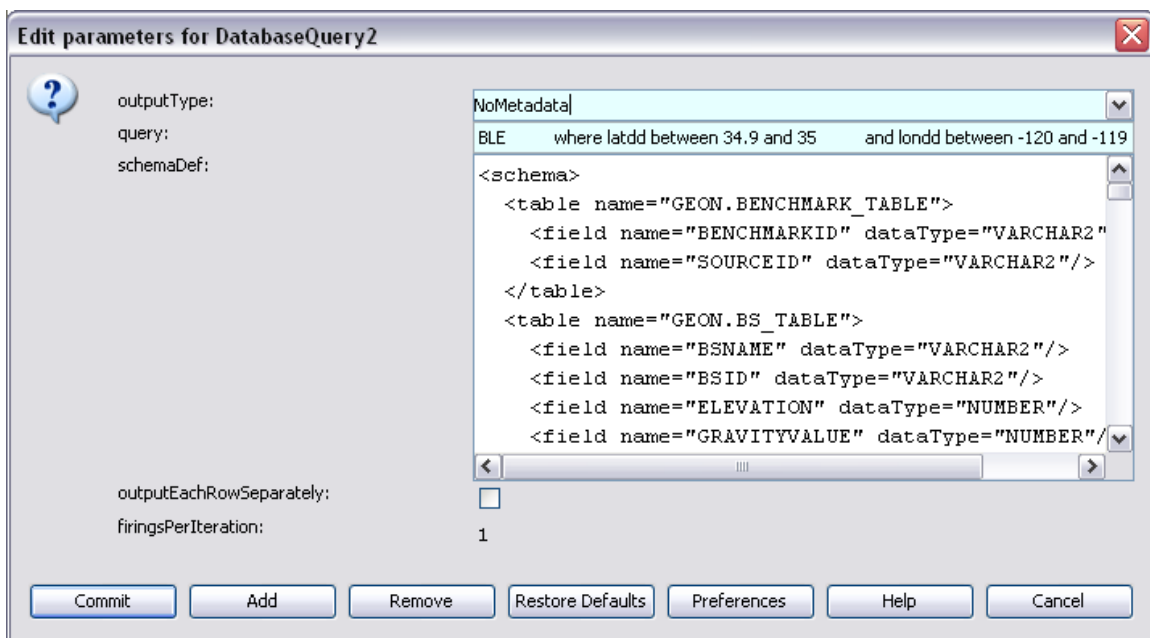 Edit parameters for DatabaseQuery2
outputType:
NoMetadata
query:
BLE where latdd between 34.9 and 35 and londd between -120 and -119
schemaDef:
<schema>
<table name="GEON.BENCHMARK_TABLE">
<field name="BENCHMARKID" dataType="VARCHAR2"
<field name="SOURCEID" dataType="VARCHAR2"/>
</table>
<table name="GEON.BS_TABLE">
<field name="BSNAME" dataType="VARCHAR2"/>
<field name="BSID" dataType="VARCHAR2"/>
<field name="ELEVATION" dataType="NUMBER"/>
<field name="GRAVITYVALUE" dataType="NUMBER"/
outputEachRowSeparately:
firingsPerIteration:
1
Commit Add Remove Restore Defaults Preferences Help Cancel